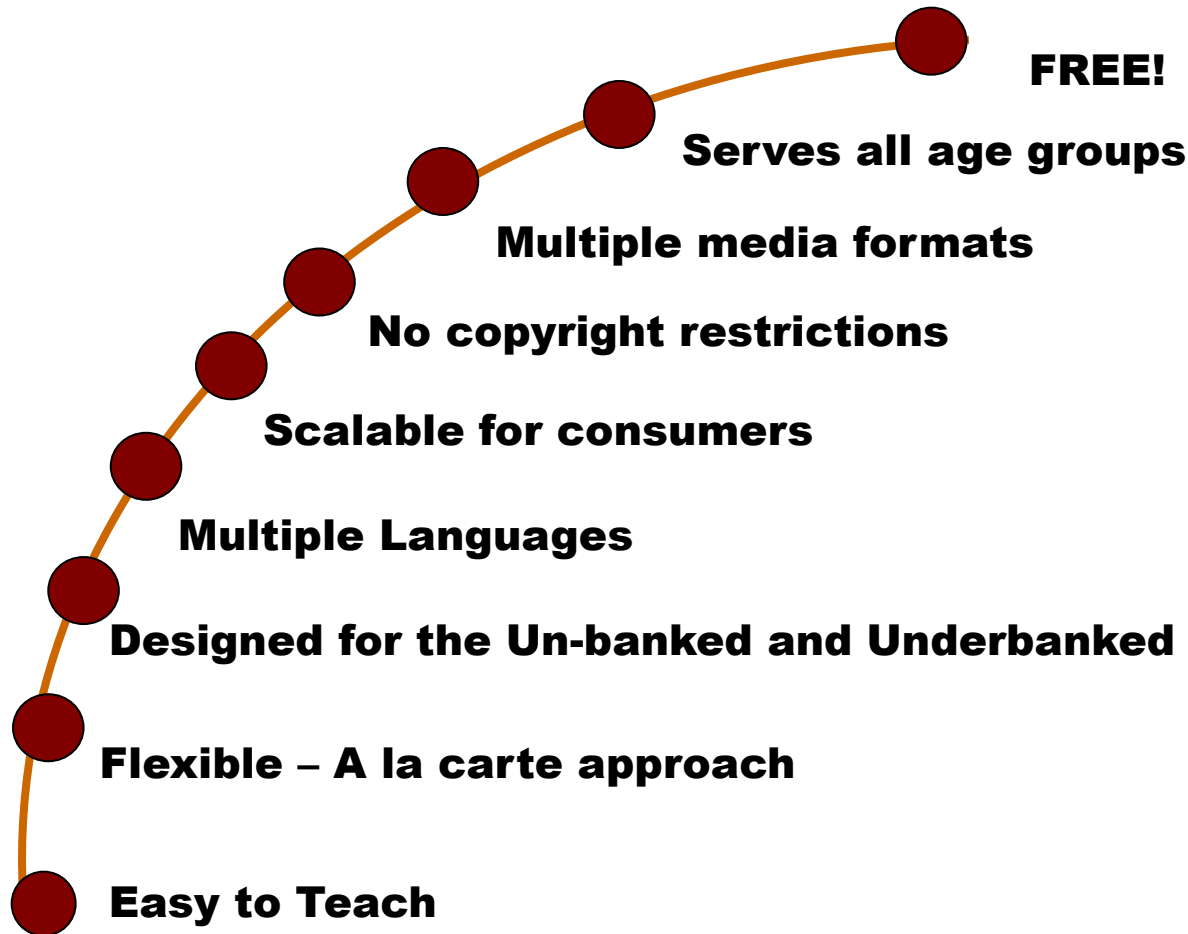 FREE!
Serves all age groups
Multiple media formats
No copyright restrictions
Scalable for consumers
Multiple Languages
Designed for the Un-banked and Underbanked
Flexible – A la carte approach
Easy to Teach